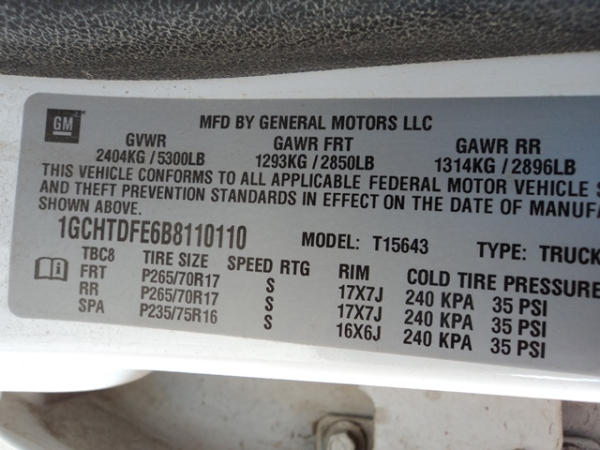 GM
MFD BY GENERAL MOTORS LLC
GVWR GAWR FRT GAWR RR
2404KG / 5300LB 1293KG / 2850LB 1314KG / 2896LB
THIS VEHICLE CONFORMS TO ALL APPLICABLE FEDERAL MOTOR VEHICLE S
AND THEFT PREVENTION STANDARDS IN EFFECT ON THE DATE OF MANUFA
SHOWN ABOVE.
1GCHTDFE6B8110110 MODEL: T15643 TYPE: TRUCK
TBC8 TIRE SIZE SPEED RTG RIM COLD TIRE PRESSURE
FRT P265/70R17 S 17X7J 240 KPA 35 PSI
RR P265/70R17 S 17X7J 240 KPA 35 PSI
SPA P235/75R16 S 16X6J 240 KPA 35 PSI